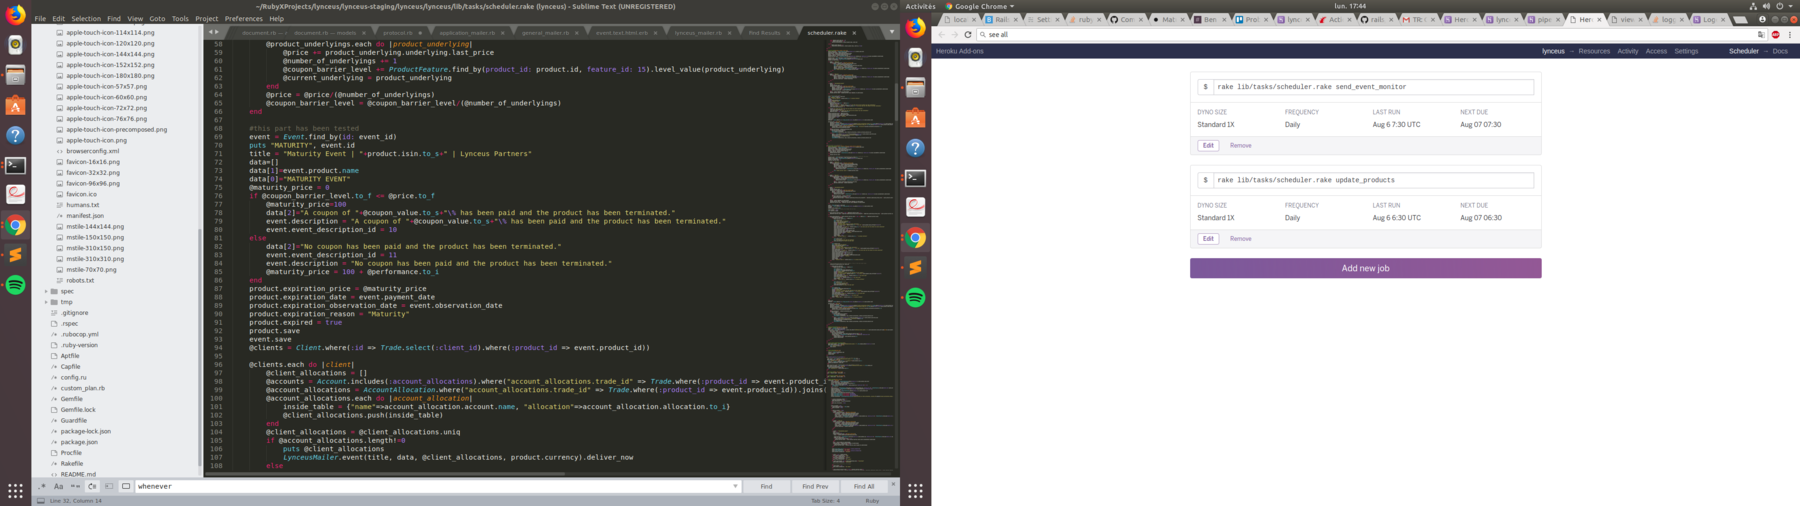 ~/RubyXProjects/lynceus/lynceus-staging/lynceus/lynceus/lib/tasks/scheduler.rake (lynceus) - Sublime Text (UNREGISTERED)
File Edit Selection Find View Goto Tools Project Preferences Help
apple-touch-icon-114x114.png
apple-touch-icon-120x120.png
apple-touch-icon-144x144.png
apple-touch-icon-152x152.png
apple-touch-icon-180x180.png
apple-touch-icon-57x57.png
apple-touch-icon-60x60.png
apple-touch-icon-72x72.png
apple-touch-icon-76x76.png
apple-touch-icon-precomposed.png
apple-touch-icon.png
browserconfig.xml
favicon-16x16.png
favicon-32x32.png
favicon-96x96.png
favicon.ico
humans.txt
manifest.json
mstile-144x144.png
mstile-150x150.png
mstile-310x150.png
mstile-310x310.png
mstile-70x70.png
robots.txt
spec
tmp
.gitignore
.rspec
.rubocop.yml
.ruby-version
Aptfile
Capfile
config.ru
custom_plan.rb
Gemfile
Gemfile.lock
Guardfile
package-lock.json
package.json
Procfile
Rakefile
README.md
document.rb document.rb — models protocol.rb application_mailer.rb general_mailer.rb event.text.html.erb lynceus_mailer.rb Find Results scheduler.rake
58 @product_underlyings.each do |product_underlying|
59 @price += product_underlying.underlying.last_price
60 @number_of_underlyings += 1
61 @coupon_barrier_level += ProductFeature.find_by(product_id: product.id, feature_id: 15).level_value(product_underlying)
62 @current_underlying = product_underlying
63 end
64 @price = @price/(@number_of_underlyings)
65 @coupon_barrier_level = @coupon_barrier_level/(@number_of_underlyings)
66 end
67
68 #this part has been tested
69 event = Event.find_by(id: event_id)
70 puts "MATURITY", event.id
71 title = "Maturity Event | "+product.isin.to_s+" | Lynceus Partners"
72 data=[]
73 data[1]=event.product.name
74 data[0]="MATURITY EVENT"
75 @maturity_price = 0
76 if @coupon_barrier_level.to_f <= @price.to_f
77 @maturity_price=100
78 data[2]="A coupon of "+@coupon_value.to_s+"\% has been paid and the product has been terminated."
79 event.description = "A coupon of "+@coupon_value.to_s+"\% has been paid and the product has been terminated."
80 event.event_description_id = 10
81 else
82 data[2]="No coupon has been paid and the product has been terminated."
83 event.event_description_id = 11
84 event.description = "No coupon has been paid and the product has been terminated."
85 @maturity_price = 100 + @performance.to_i
86 end
87 product.expiration_price = @maturity_price
88 product.expiration_date = event.payment_date
89 product.expiration_observation_date = event.observation_date
90 product.expiration_reason = "Maturity"
91 product.expired = true
92 product.save
93 event.save
94 @clients = Client.where(:id => Trade.select(:client_id).where(:product_id => event.product_id))
95
96 @clients.each do |client|
97 @client_allocations = []
98 @accounts = Account.includes(:account_allocations).where("account_allocations.trade_id" => Trade.where(:product_id => event.product_i
99 @account_allocations = AccountAllocation.where("account_allocations.trade_id" => Trade.where(:product_id => event.product_id)).joins(
100 @account_allocations.each do |account_allocation|
101 inside_table = {"name"=>account_allocation.account.name, "allocation"=>account_allocation.allocation.to_i}
102 @client_allocations.push(inside_table)
103 end
104 @client_allocations = @client_allocations.uniq
105 if @account_allocations.length!=0
106 puts @client_allocations
107 LynceusMailer.event(title, data, @client_allocations, product.currency).deliver_now
108 else
whenever
Find Find Prev Find All
Line 32, Column 14 Tab Size: 4 Ruby
Activités Google Chrome lun. 17:44
see all
Heroku Add-ons lynceus → Resources Activity Access Settings Scheduler → Docs
$ rake lib/tasks/scheduler.rake send_event_monitor
DYNO SIZE FREQUENCY LAST RUN NEXT DUE
Standard 1X Daily Aug 6 7:30 UTC Aug 07 07:30
Edit Remove
$ rake lib/tasks/scheduler.rake update_products
DYNO SIZE FREQUENCY LAST RUN NEXT DUE
Standard 1X Daily Aug 6 6:30 UTC Aug 07 06:30
Edit Remove
Add new job